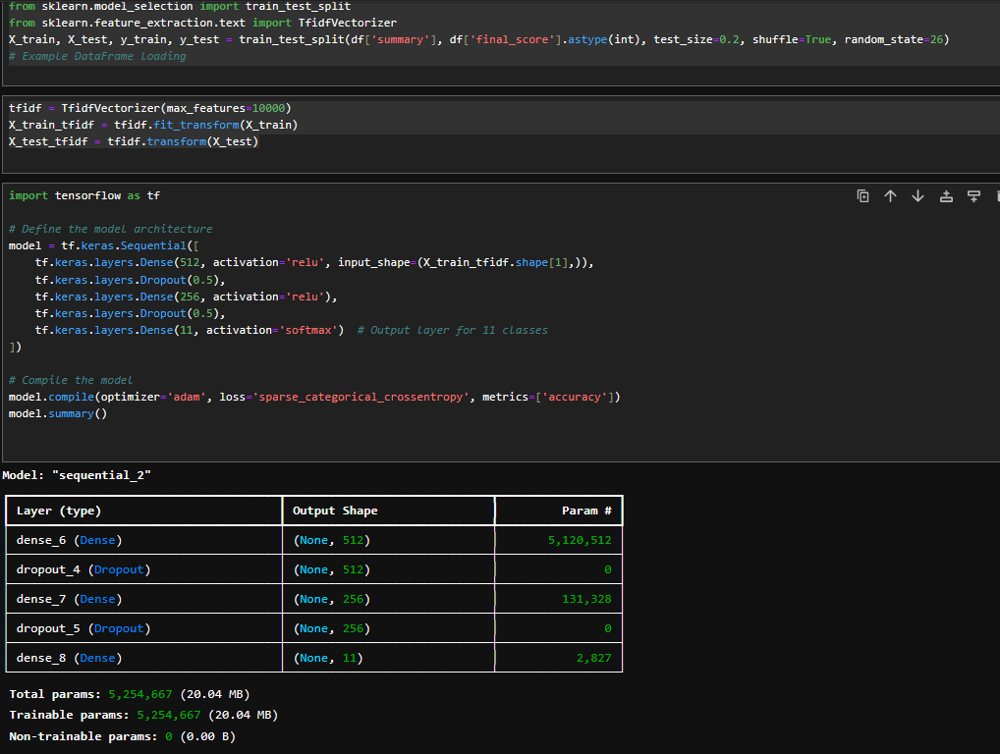 from sklearn.model_selection import train_test_split
from sklearn.feature_extraction.text import TfidfVectorizer
X_train, X_test, y_train, y_test = train_test_split(df['summary'], df['final_score'].astype(int), test_size=0.2, shuffle=True, random_state=26)
# Example DataFrame loading
tfidf = TfidfVectorizer(max_features=10000)
X_train_tfidf = tfidf.fit_transform(X_train)
X_test_tfidf = tfidf.transform(X_test)
import tensorflow as tf
# Define the model architecture
model = tf.keras.Sequential([
    tf.keras.layers.Dense(512, activation='relu', input_shape=(X_train_tfidf.shape[1],)),
    tf.keras.layers.Dropout(0.5),
    tf.keras.layers.Dense(256, activation='relu'),
    tf.keras.layers.Dropout(0.5),
    tf.keras.layers.Dense(11, activation='softmax')  # Output layer for 11 classes
])
# Compile the model
model.compile(optimizer='adam', loss='sparse_categorical_crossentropy', metrics=['accuracy'])
model.summary()
Model: "sequential_2"
Layer (type) Output Shape Param #
dense_6 (Dense) (None, 512) 5,120,512
dropout_4 (Dropout) (None, 512) 0
dense_7 (Dense) (None, 256) 131,328
dropout_5 (Dropout) (None, 256) 0
dense_8 (Dense) (None, 11) 2,827
Total params: 5,254,667 (20.04 MB)
Trainable params: 5,254,667 (20.04 MB)
Non-trainable params: 0 (0.00 B)